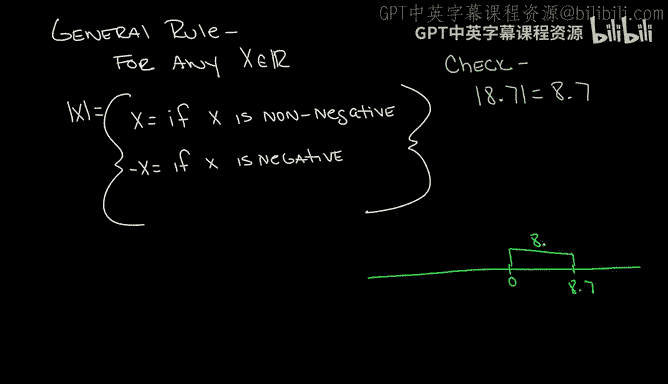 GPT中英字幕课程资源@bilibili.com
GPT中英字幕课程资源 bilibili
GENERAL RULE-
FOR ANY X∈ℝ
|X|=
X= if X IS NON-NEgATIVE
-X= if X IS NEGATIVE
CHECK-
|8.7|=8.7
8.
0
8.7